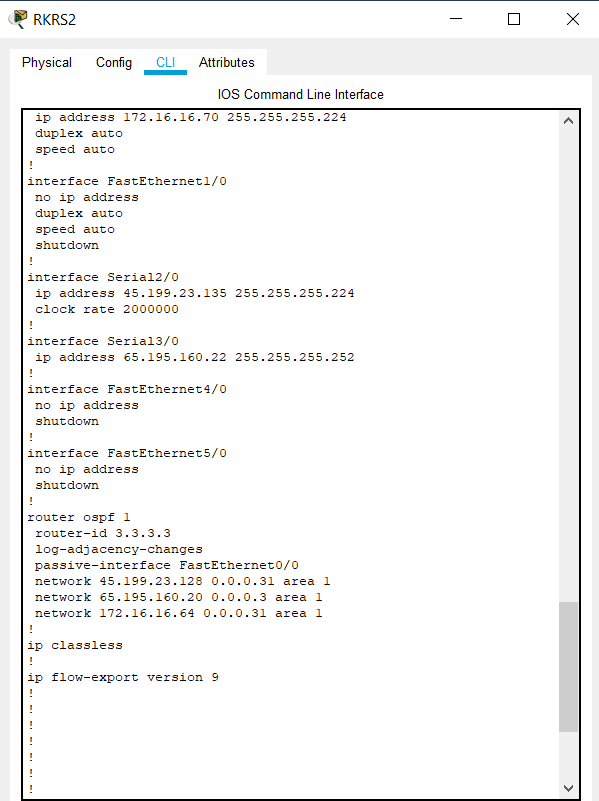 RKRS2
Physical Config CLI Attributes
IOS Command Line Interface
ip address 172.16.16.70 255.255.255.224
duplex auto
speed auto
!
interface FastEthernet1/0
no ip address
duplex auto
speed auto
shutdown
!
interface Serial2/0
ip address 45.199.23.135 255.255.255.224
clock rate 2000000
!
interface Serial3/0
ip address 65.195.160.22 255.255.255.252
!
interface FastEthernet4/0
no ip address
shutdown
!
interface FastEthernet5/0
no ip address
shutdown
!
router ospf 1
router-id 3.3.3.3
log-adjacency-changes
passive-interface FastEthernet0/0
network 45.199.23.128 0.0.0.31 area 1
network 65.195.160.20 0.0.0.3 area 1
network 172.16.16.64 0.0.0.31 area 1
!
ip classless
!
ip flow-export version 9
!
!
!
!
!
!
!